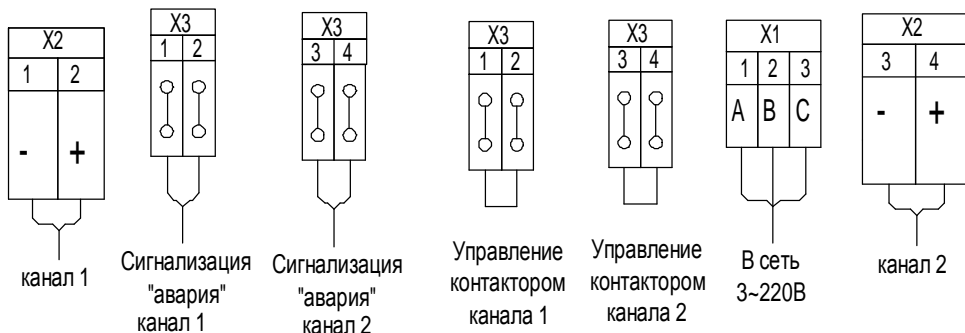 X2
1 2
- +
канал 1
X3
1 2
Сигнализация
"авария"
канал 1
X3
3 4
Сигнализация
"авария"
канал 2
X3
1 2
Управление
контактором
канала 1
X3
3 4
Управление
контактором
канала 2
X1
1 2 3
A B C
В сеть
3~220В
X2
3 4
- +
канал 2